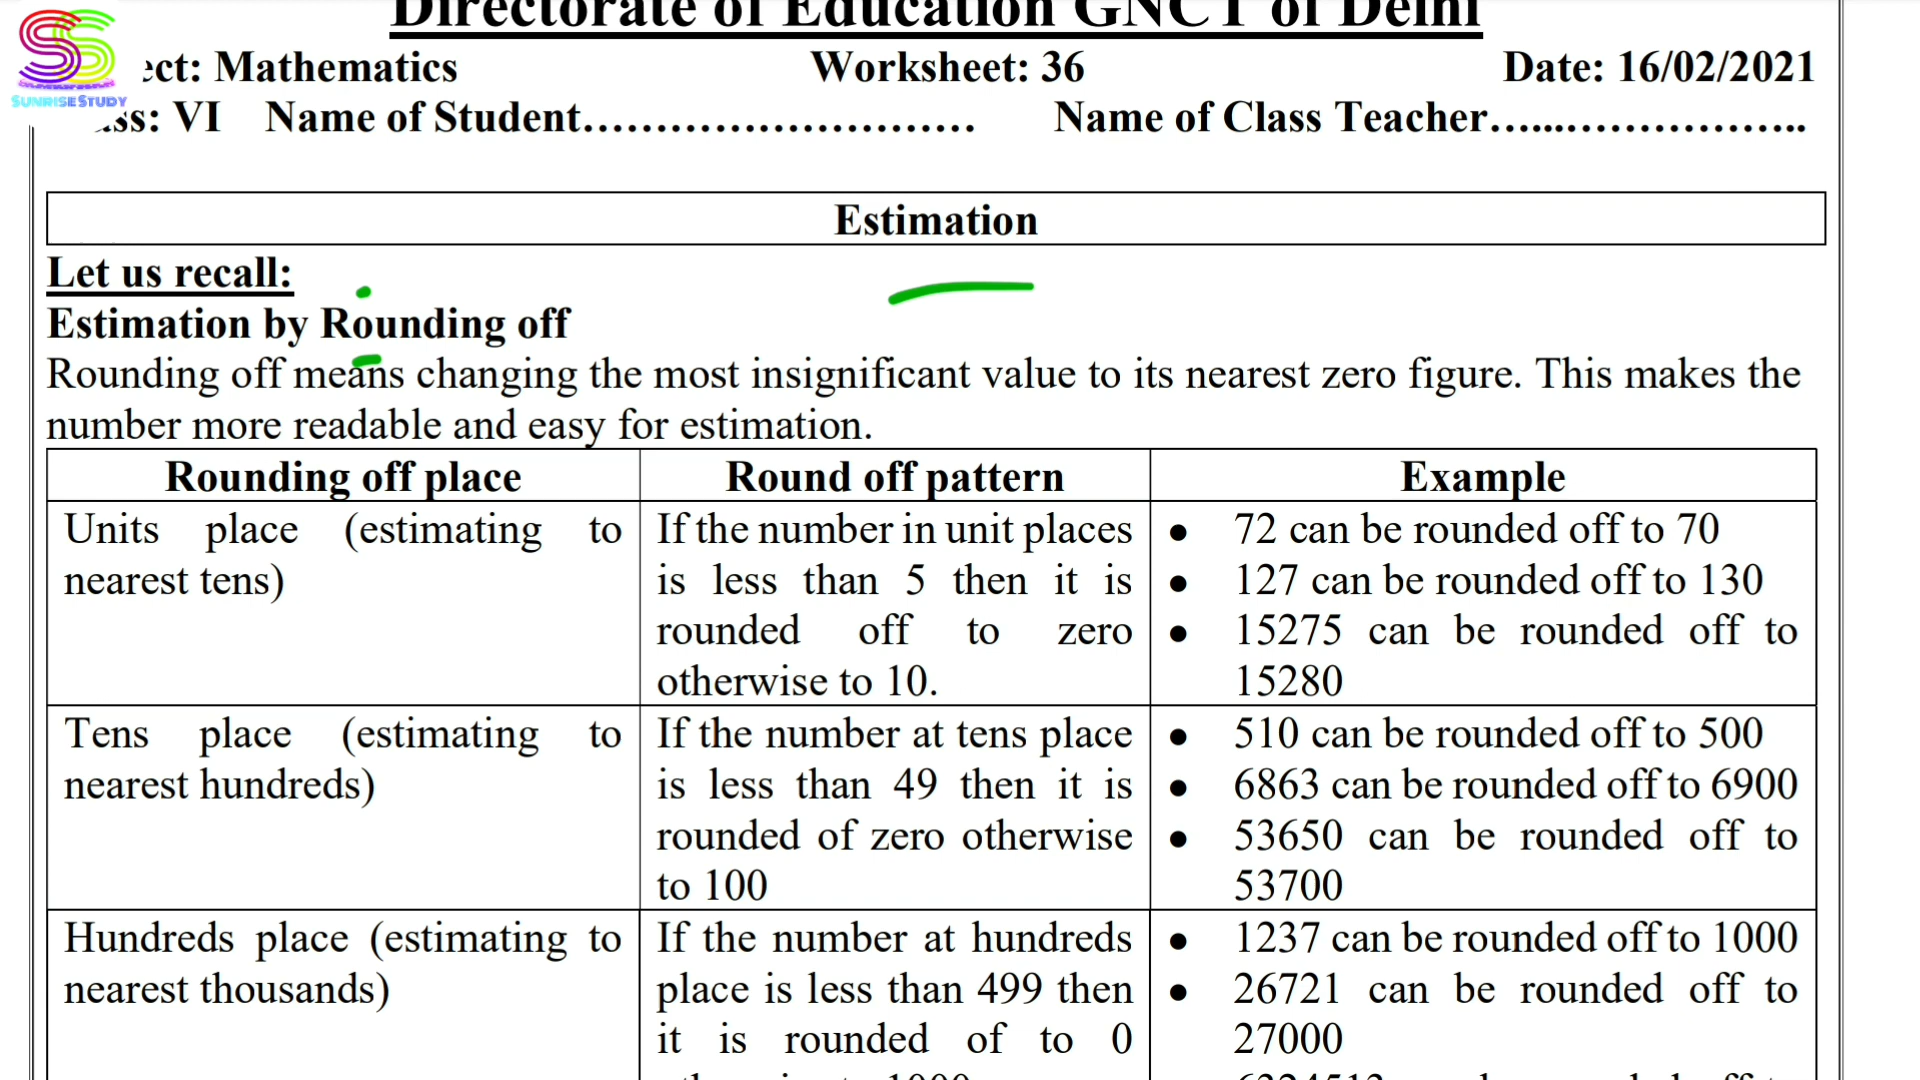 Directorate of Education GNCT of Delhi
SUNRISESTUDY
ect: Mathematics Worksheet: 36 Date: 16/02/2021
ss: VI Name of Student........................... Name of Class Teacher.....................
Estimation
Let us recall:
Estimation by Rounding off
Rounding off means changing the most insignificant value to its nearest zero figure. This makes the
number more readable and easy for estimation.
Rounding off place Round off pattern Example
Units place (estimating to
nearest tens)
If the number in unit places
is less than 5 then it is
rounded off to zero
otherwise to 10.
• 72 can be rounded off to 70
• 127 can be rounded off to 130
• 15275 can be rounded off to
15280
Tens place (estimating to
nearest hundreds)
If the number at tens place
is less than 49 then it is
rounded of zero otherwise
to 100
• 510 can be rounded off to 500
• 6863 can be rounded off to 6900
• 53650 can be rounded off to
53700
Hundreds place (estimating to
nearest thousands)
If the number at hundreds
place is less than 499 then
it is rounded of to 0
• 1237 can be rounded off to 1000
• 26721 can be rounded off to
27000